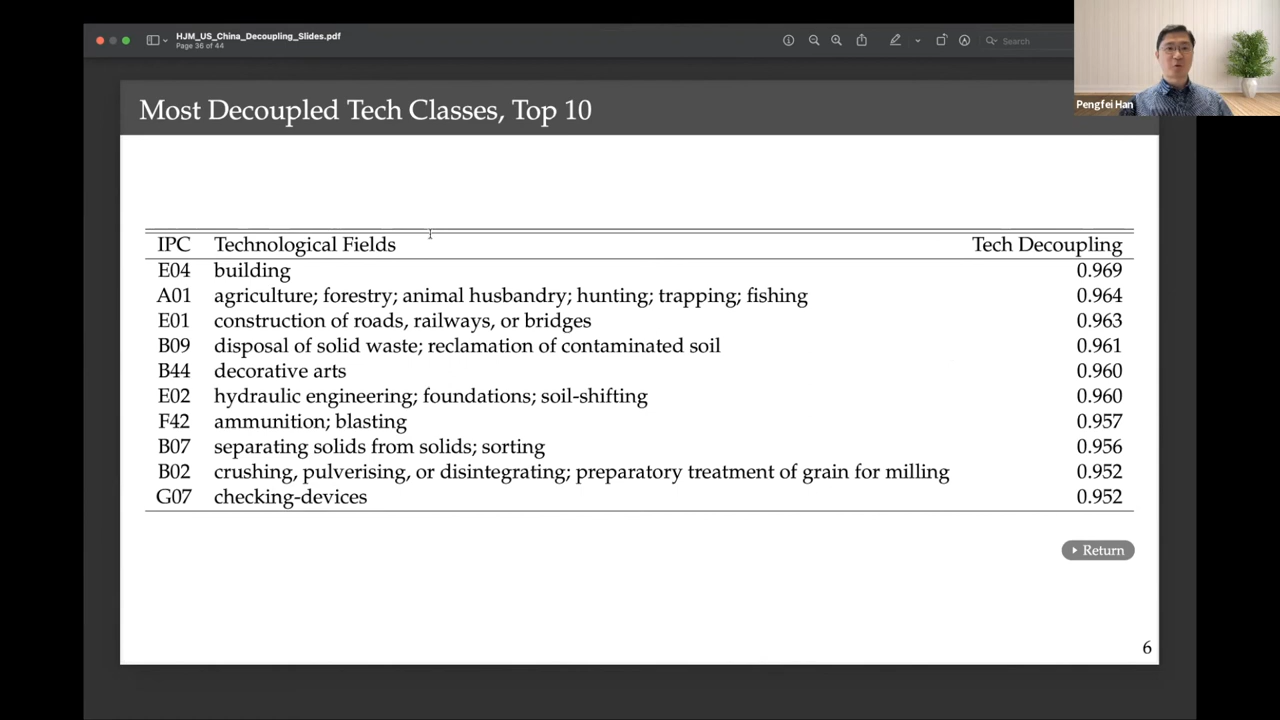 HJM_US_China_Decoupling_Slides.pdf
Page 36 of 44
Search
Pengfei Han
Most Decoupled Tech Classes, Top 10
IPC Technological Fields Tech Decoupling
E04 building 0.969
A01 agriculture; forestry; animal husbandry; hunting; trapping; fishing 0.964
E01 construction of roads, railways, or bridges 0.963
B09 disposal of solid waste; reclamation of contaminated soil 0.961
B44 decorative arts 0.960
E02 hydraulic engineering; foundations; soil-shifting 0.960
F42 ammunition; blasting 0.957
B07 separating solids from solids; sorting 0.956
B02 crushing, pulverising, or disintegrating; preparatory treatment of grain for milling 0.952
G07 checking-devices 0.952
Return
6